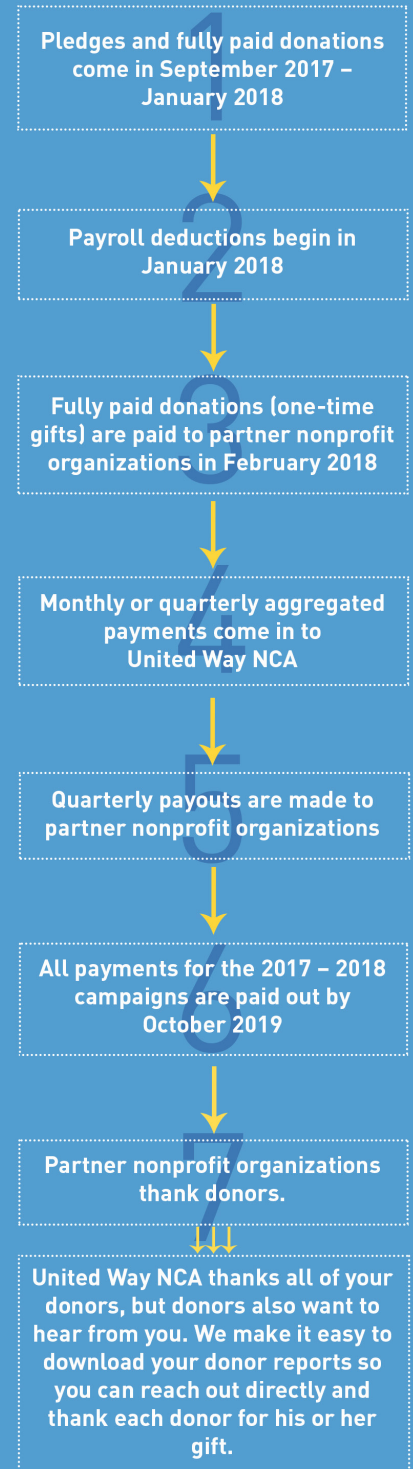 1
Pledges and fully paid donations
come in September 2017 –
January 2018
2
Payroll deductions begin in
January 2018
3
Fully paid donations (one-time
gifts) are paid to partner nonprofit
organizations in February 2018
4
Monthly or quarterly aggregated
payments come in to
United Way NCA
5
Quarterly payouts are made to
partner nonprofit organizations
6
All payments for the 2017 – 2018
campaigns are paid out by
October 2019
7
Partner nonprofit organizations
thank donors.
United Way NCA thanks all of your
donors, but donors also want to
hear from you. We make it easy to
download your donor reports so
you can reach out directly and
thank each donor for his or her
gift.